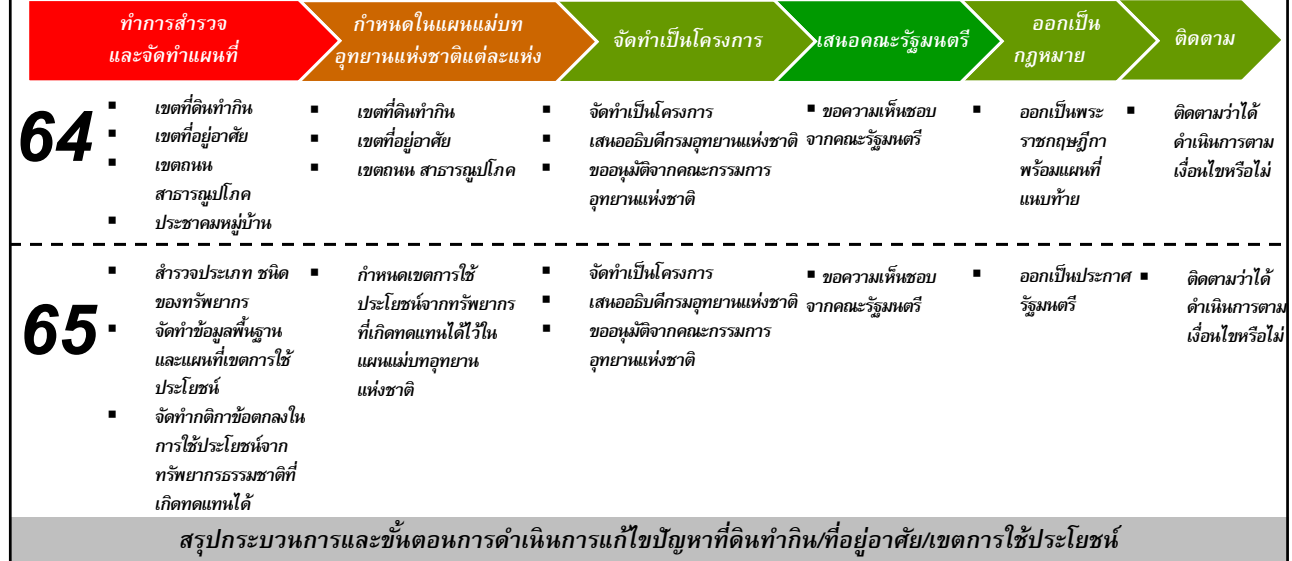 ทำการสำรวจ
และจัดทำแผนที่
กำหนดในแผนแม่บท
อุทยานแห่งชาติแต่ละแห่ง
จัดทำเป็นโครงการ
เสนอคณะรัฐมนตรี
ออกเป็น
กฎหมาย
ติดตาม
64
▪ เขตที่ดินทำกิน
▪ เขตที่อยู่อาศัย
▪ เขตถนน
สาธารณูปโภค
▪ ประชาคมหมู่บ้าน
▪ เขตที่ดินทำกิน
▪ เขตที่อยู่อาศัย
▪ เขตถนน สาธารณูปโภค
▪ จัดทำเป็นโครงการ
▪ เสนออธิบดีกรมอุทยานแห่งชาติ
▪ ขออนุมัติจากคณะกรรมการ
อุทยานแห่งชาติ
▪ ขอความเห็นชอบ
จากคณะรัฐมนตรี
▪ ออกเป็นพระ
ราชกฤษฎีกา
พร้อมแผนที่
แนบท้าย
▪ ติดตามว่าได้
ดำเนินการตาม
เงื่อนไขหรือไม่
65
▪ สำรวจประเภท ชนิด
ของทรัพยากร
▪ จัดทำข้อมูลพื้นฐาน
และแผนที่เขตการใช้
ประโยชน์
▪ จัดทำกติกาข้อตกลงใน
การใช้ประโยชน์จาก
ทรัพยากรธรรมชาติที่
เกิดทดแทนได้
▪ กำหนดเขตการใช้
ประโยชน์จากทรัพยากร
ที่เกิดทดแทนได้ไว้ใน
แผนแม่บทอุทยาน
แห่งชาติ
▪ จัดทำเป็นโครงการ
▪ เสนออธิบดีกรมอุทยานแห่งชาติ
▪ ขออนุมัติจากคณะกรรมการ
อุทยานแห่งชาติ
▪ ขอความเห็นชอบ
จากคณะรัฐมนตรี
▪ ออกเป็นประกาศ
รัฐมนตรี
▪ ติดตามว่าได้
ดำเนินการตาม
เงื่อนไขหรือไม่
สรุปกระบวนการและขั้นตอนการดำเนินการแก้ไขปัญหาที่ดินทำกิน/ที่อยู่อาศัย/เขตการใช้ประโยชน์